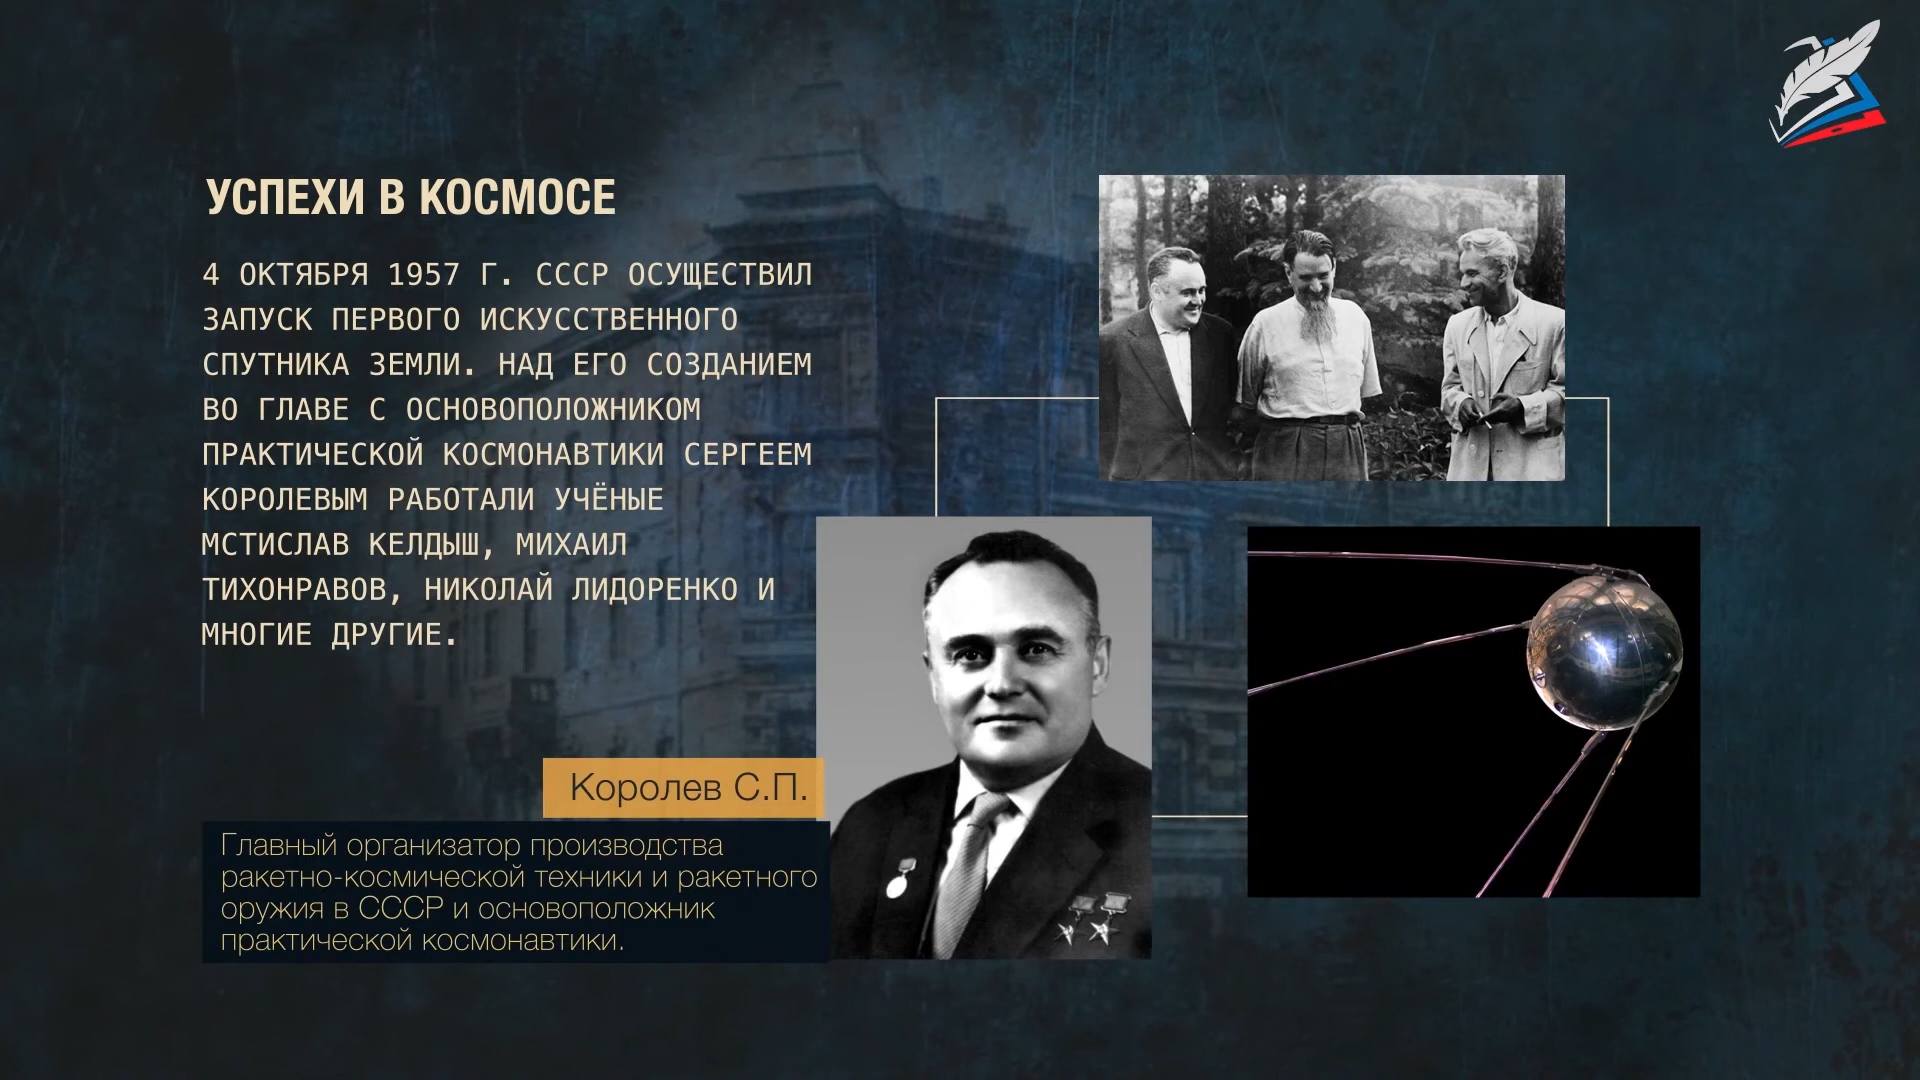 УСПЕХИ В КОСМОСЕ
4 ОКТЯБРЯ 1957 Г. СССР ОСУЩЕСТВИЛ
ЗАПУСК ПЕРВОГО ИСКУССТВЕННОГО
СПУТНИКА ЗЕМЛИ. НАД ЕГО СОЗДАНИЕМ
ВО ГЛАВЕ С ОСНОВОПОЛОЖНИКОМ
ПРАКТИЧЕСКОЙ КОСМОНАВТИКИ СЕРГЕЕМ
КОРОЛЕВЫМ РАБОТАЛИ УЧЁНЫЕ
МСТИСЛАВ КЕЛДЫШ, МИХАИЛ
ТИХОНРАВОВ, НИКОЛАЙ ЛИДОРЕНКО И
МНОГИЕ ДРУГИЕ.
Королев С.П.
Главный организатор производства
ракетно-космической техники и ракетного
оружия в СССР и основоположник
практической космонавтики.